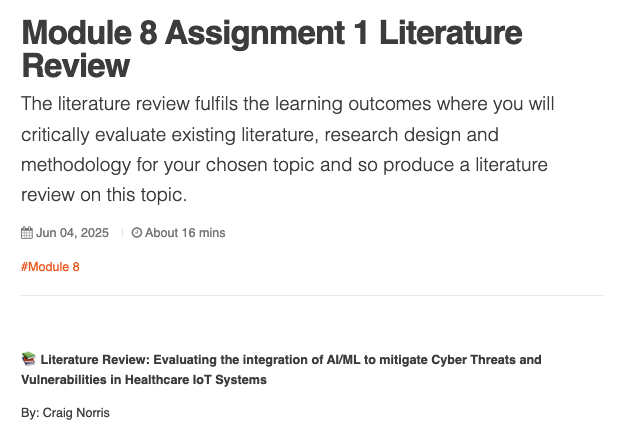 Module 8 Assignment 1 Literature
Review
The literature review fulfils the learning outcomes where you will
critically evaluate existing literature, research design and
methodology for your chosen topic and so produce a literature
review on this topic.
Jun 04, 2025 | About 16 mins
#Module 8
Literature Review: Evaluating the integration of AI/ML to mitigate Cyber Threats and
Vulnerabilities in Healthcare IoT Systems
By: Craig Norris